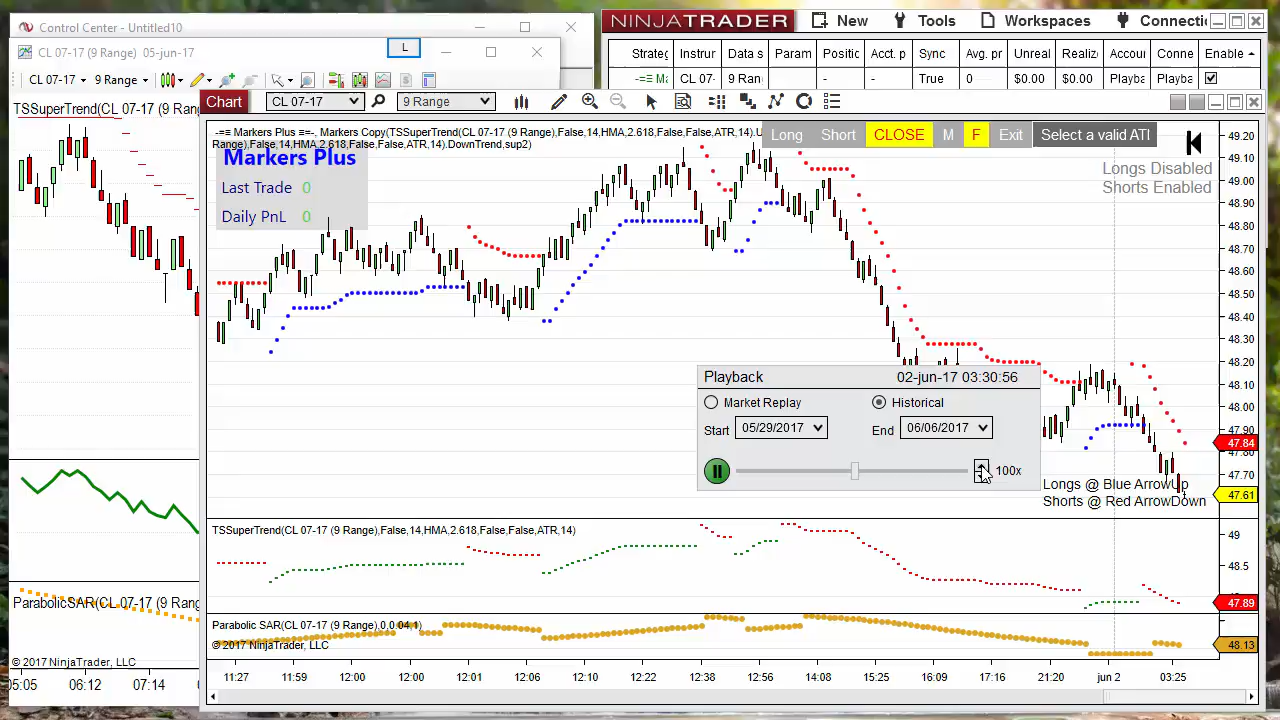 Control Center - Untitled10
NINJATRADER
New
Tools
Workspaces
Connectio
CL 07-17 (9 Range) 05-jun-17
L
Strateg
Instrur
Data s
Param
Positic
Acct. p
Sync
Avg. pr
Unreal
Realiz
Accour
Conne
Enable
-== Ma
CL 07-
9 Ran
-
-
True
0
$0.00
$0.00
Playba
Playba
CL 07-17
9 Range
TSSuperTrend(CL 07-17 (9 Rang
Chart
CL 07-17
9 Range
-== Markers Plus ==-, Markers Copy(TSSuperTrend(CL 07-17 (9 Range),False,14,HMA,2.618,False,False,ATR,14).U
Range),False,14,HMA,2.618,False,False,ATR,14).DownTrend,sup2)
Long
Short
CLOSE
M
F
Exit
Select a valid ATI
Markers Plus
Last Trade 0
Daily PnL 0
Longs Disabled
Shorts Enabled
49.20
49.10
49.00
48.90
48.80
48.70
48.60
48.50
48.40
48.30
48.20
48.10
48.00
47.90
47.84
47.70
47.61
Playback
02-jun-17 03:30:56
Market Replay
Historical
Start 05/29/2017
End 06/06/2017
100x
Longs @ Blue ArrowUp
Shorts @ Red ArrowDown
TSSuperTrend(CL 07-17 (9 Range),False,14,HMA,2.618,False,False,ATR,14)
49
48.5
47.89
ParabolicSAR(CL 07-17 (9 Rang
Parabolic SAR(CL 07-17 (9 Range),0.0.04,1)
© 2017 NinjaTrader, LLC
48.13
© 2017 NinjaTrader, LLC
05:05
06:12
07:14
11:27
11:59
12:00
12:04
12:10
12:12
12:22
12:42
12:56
14:05
15:25
16:09
17:16
21:20
jun 2
03:25